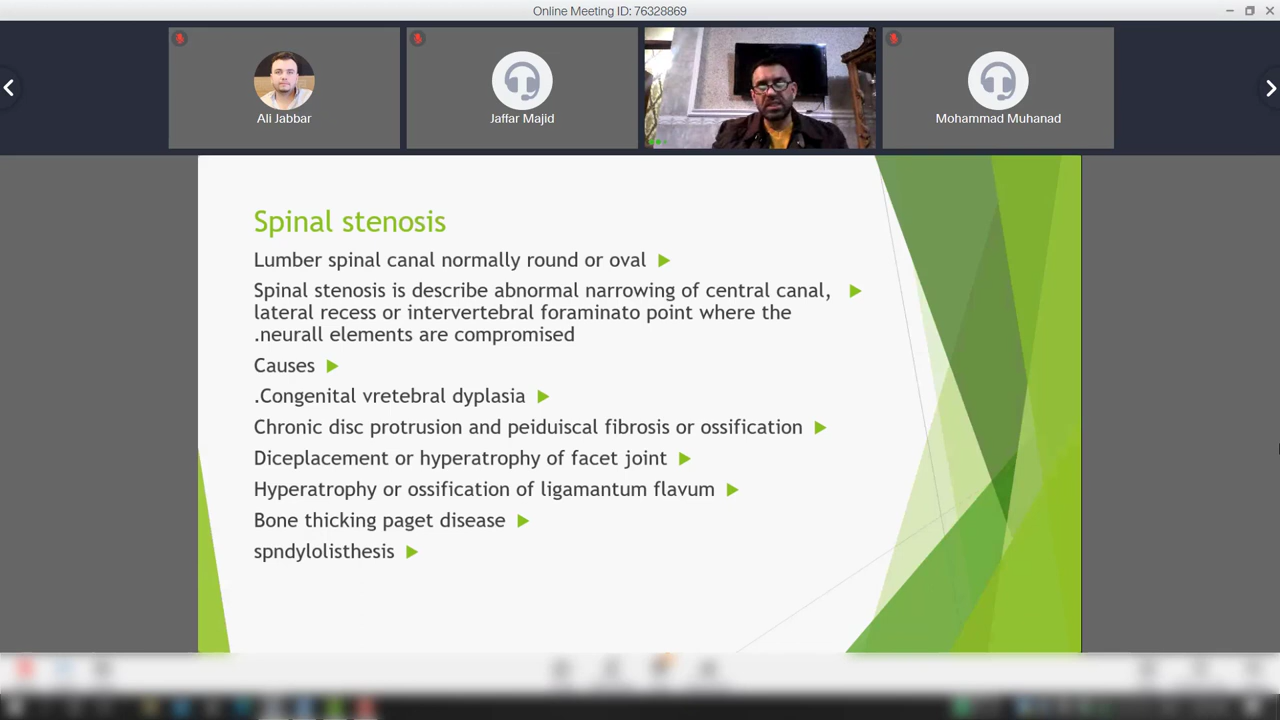 Online Meeting ID: 76328869
Ali Jabbar
Jaffar Majid
Mohammad Muhanad
Spinal stenosis
Lumber spinal canal normally round or oval
Spinal stenosis is describe abnormal narrowing of central canal,
lateral recess or intervertebral foraminato point where the
.neurall elements are compromised
Causes
.Congenital vretebral dyplasia
Chronic disc protrusion and peiduiscal fibrosis or ossification
Diceplacement or hyperatrophy of facet joint
Hyperatrophy or ossification of ligamantum flavum
Bone thicking paget disease
spndylolisthesis